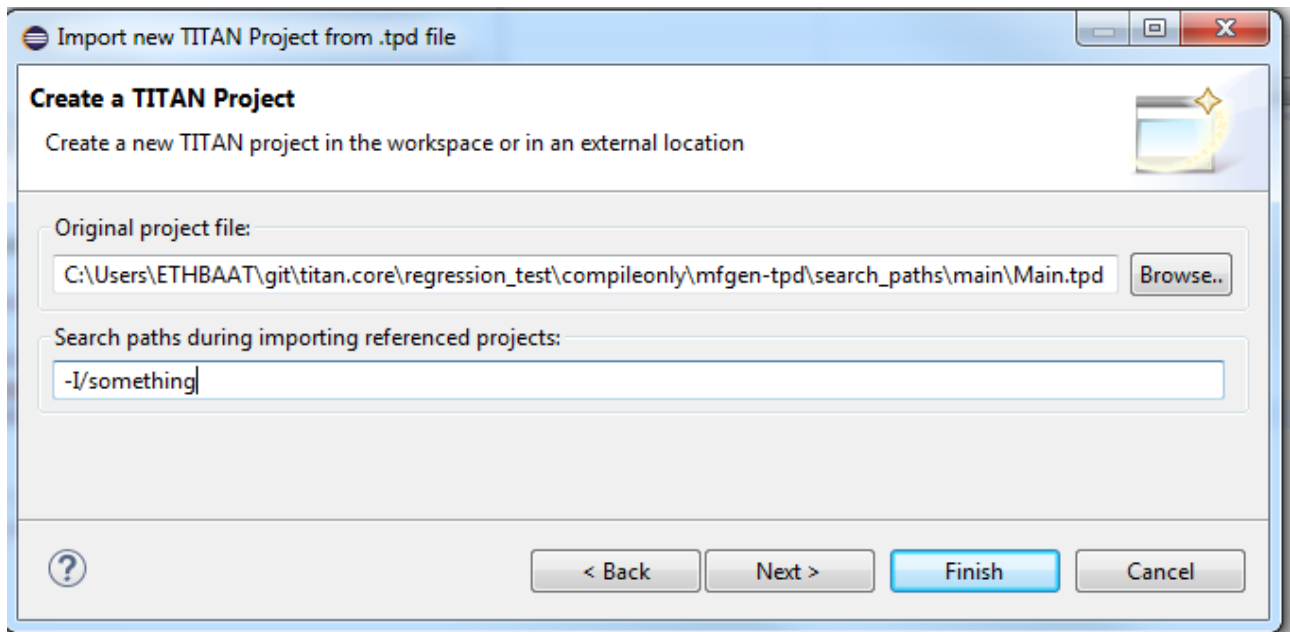 Import new TITAN Project from .tpd file
Create a TITAN Project
Create a new TITAN project in the workspace or in an external location
Original project file:
C:\Users\ETHBAAT\git\titan.core\regression_test\compileonly\mfgen-tpd\search_paths\main\Main.tpd
Browse..
Search paths during importing referenced projects:
-I/something
?
< Back
Next >
Finish
Cancel